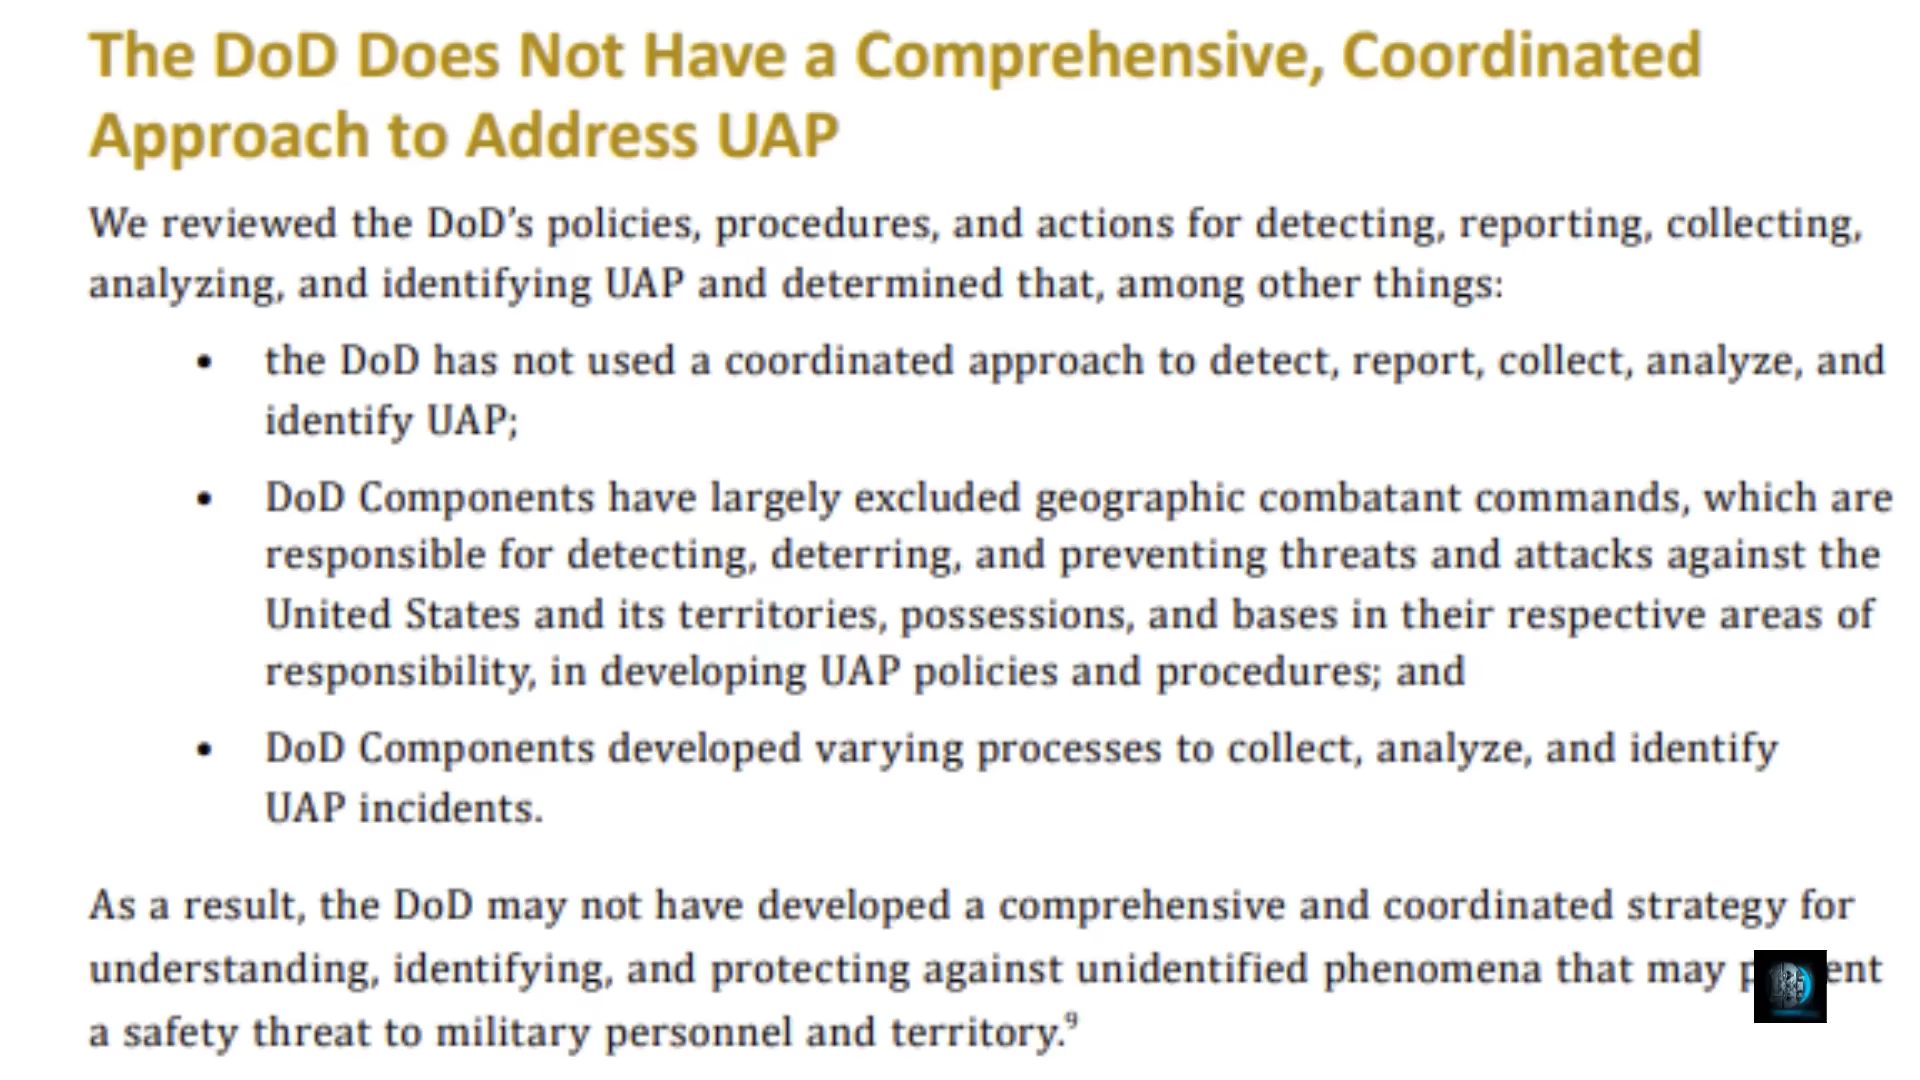 The DoD Does Not Have a Comprehensive, Coordinated
Approach to Address UAP
We reviewed the DoD’s policies, procedures, and actions for detecting, reporting, collecting,
analyzing, and identifying UAP and determined that, among other things:
• the DoD has not used a coordinated approach to detect, report, collect, analyze, and
identify UAP;
• DoD Components have largely excluded geographic combatant commands, which are
responsible for detecting, deterring, and preventing threats and attacks against the
United States and its territories, possessions, and bases in their respective areas of
responsibility, in developing UAP policies and procedures; and
• DoD Components developed varying processes to collect, analyze, and identify
UAP incidents.
As a result, the DoD may not have developed a comprehensive and coordinated strategy for
understanding, identifying, and protecting against unidentified phenomena that may
a safety threat to military personnel and territory.⁹